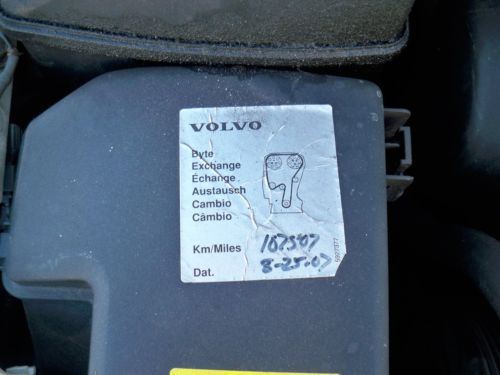 VOLVO
Byte
Exchange
Échange
Austausch
Cambio
Câmbio
Km/Miles 107507
Dat. 8-25-07